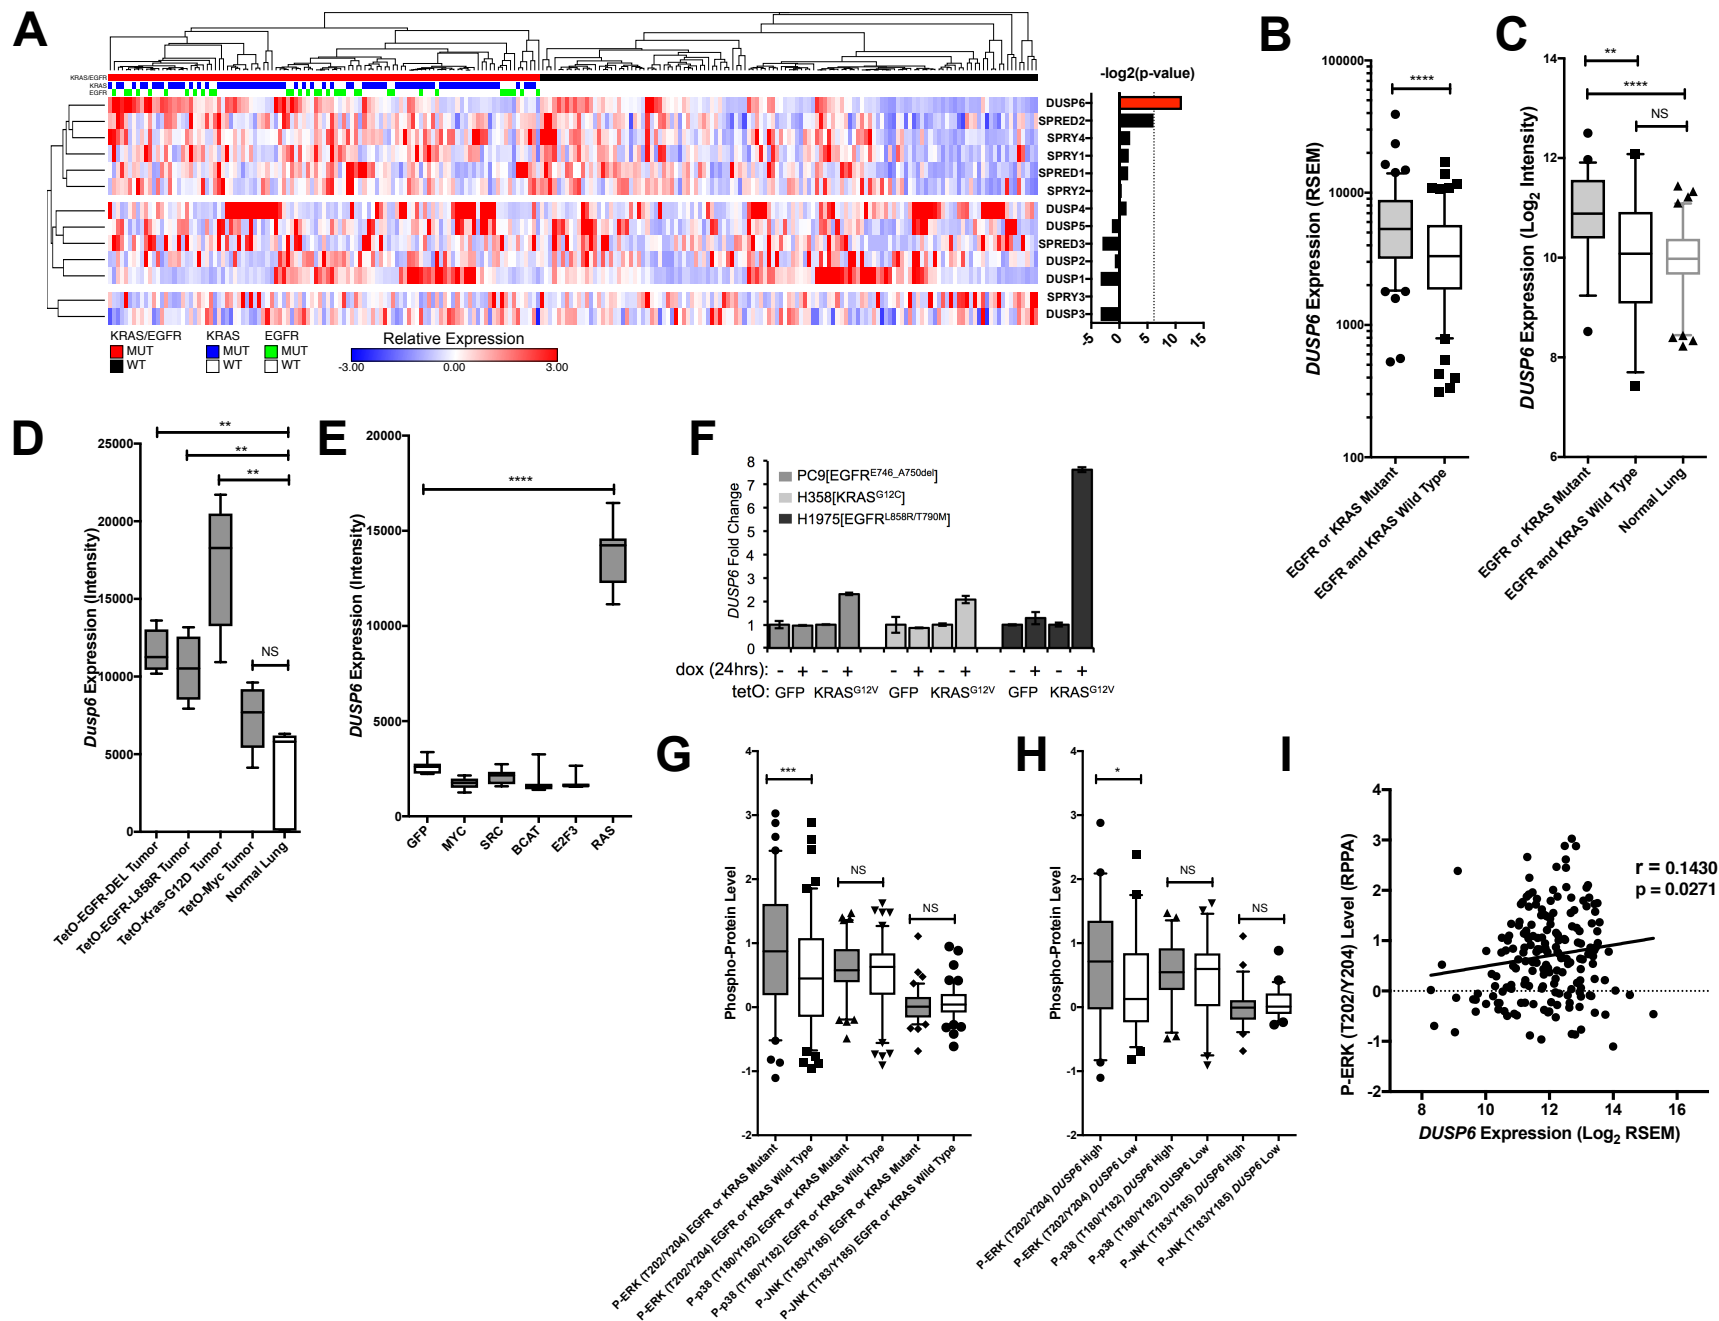 A
KRAS/EGFR
KRAS
EGFR
-log2(p-value)
DUSP6
SPRED2
SPRY4
SPRY1
SPRED1
SPRY2
DUSP4
DUSP5
SPRED3
DUSP2
DUSP1
SPRY3
DUSP3
-5 0 5 10 15
KRAS/EGFR KRAS EGFR
MUT MUT MUT
WT WT WT
Relative Expression
-3.00 0.00 3.00
B
DUSP6 Expression (RSEM)
100000
10000
1000
100
****
EGFR or KRAS Mutant
EGFR and KRAS Wild Type
C
DUSP6 Expression (Log2 Intensity)
14
12
10
8
6
**
****
NS
EGFR or KRAS Mutant
EGFR and KRAS Wild Type
Normal Lung
D
Dusp6 Expression (Intensity)
25000
20000
15000
10000
5000
0
**
**
**
NS
TetO-EGFR-DEL Tumor
TetO-EGFR-L858R Tumor
TetO-Kras-G12D Tumor
TetO-Myc Tumor
Normal Lung
E
DUSP6 Expression (Intensity)
20000
15000
10000
5000
0
****
GFP
MYC
SRC
BCAT
E2F3
RAS
F
DUSP6 Fold Change
8
7
6
5
4
3
2
1
0
PC9[EGFRE746_A750del]
H358[KRASG12C]
H1975[EGFRL858R/T790M]
dox (24hrs): - + - + - + - + - + - +
tetO: GFP KRASG12V GFP KRASG12V GFP KRASG12V
G
Phospho-Protein Level
4
3
2
1
0
-1
-2
***
NS
NS
P-ERK (T202/Y204) EGFR or KRAS Mutant
P-ERK (T202/Y204) EGFR or KRAS Wild Type
P-p38 (T180/Y182) EGFR or KRAS Mutant
P-p38 (T180/Y182) EGFR or KRAS Wild Type
P-JNK (T183/Y185) EGFR or KRAS Mutant
P-JNK (T183/Y185) EGFR or KRAS Wild Type
H
Phospho-Protein Level
4
3
2
1
0
-1
-2
*
NS
NS
P-ERK (T202/Y204) DUSP6 High
P-ERK (T202/Y204) DUSP6 Low
P-p38 (T180/Y182) DUSP6 High
P-p38 (T180/Y182) DUSP6 Low
P-JNK (T183/Y185) DUSP6 High
P-JNK (T183/Y185) DUSP6 Low
I
P-ERK (T202/Y204) Level (RPPA)
4
3
2
1
0
-1
-2
r = 0.1430
p = 0.0271
8 10 12 14 16
DUSP6 Expression (Log2 RSEM)